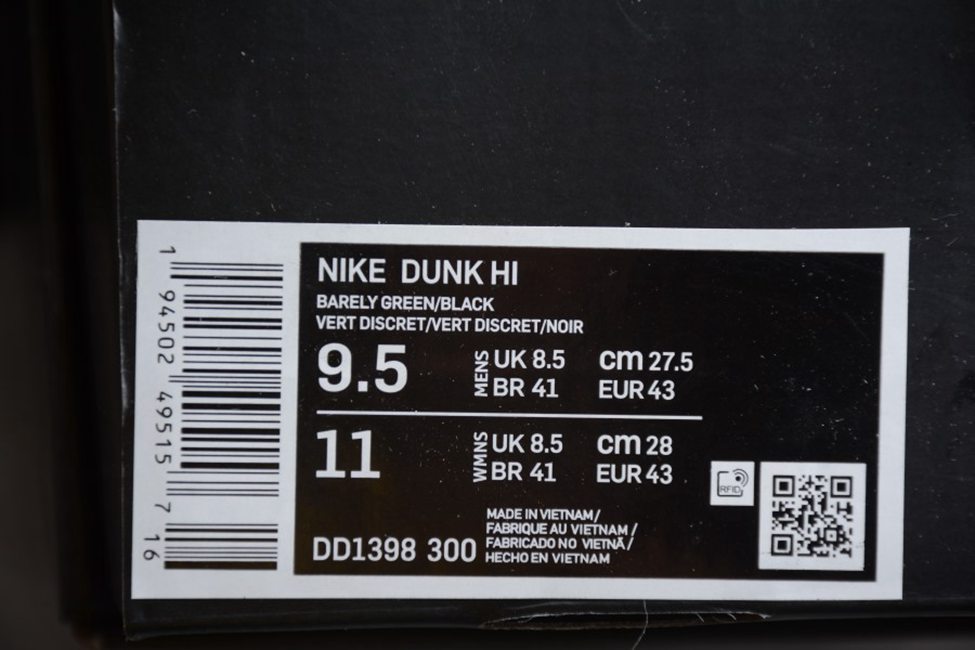 NIKE DUNK HI
BARELY GREEN/BLACK
VERT DISCRET/VERT DISCRET/NOIR
9.5 MENS UK 8.5 cm 27.5
BR 41 EUR 43
11 WMNS UK 8.5 cm 28
BR 41 EUR 43
RFID
DD1398 300
MADE IN VIETNAM/
FABRIQUE AU VIETNAM/
FABRICADO NO VIETNÃ/
HECHO EN VIETNAM
1 94502 49515 7 16